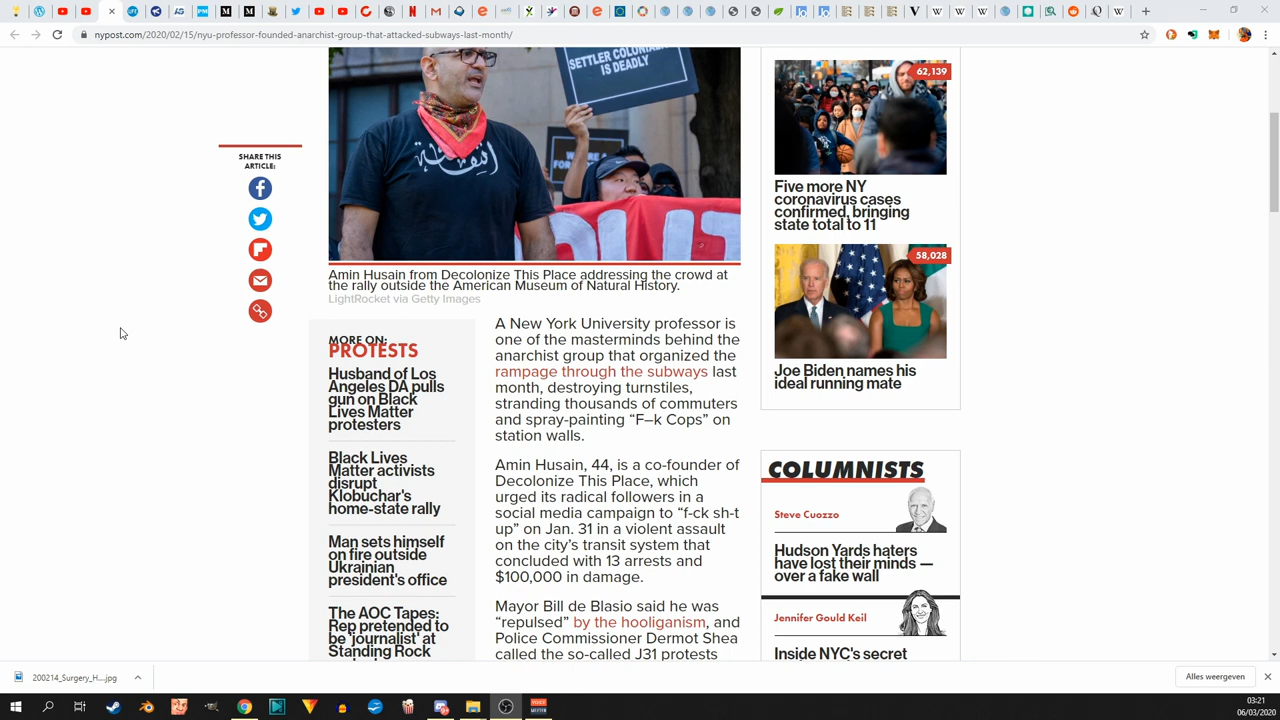 nypost.com/2020/02/15/nyu-professor-founded-anarchist-group-that-attacked-subways-last-month/
SETTLER COLONIALISM
IS DEADLY
انتفاضة
SHARE THIS
ARTICLE:
Amin Husain from Decolonize This Place addressing the crowd at
the rally outside the American Museum of Natural History.
LightRocket via Getty Images
MORE ON:
PROTESTS
Husband of Los
Angeles DA pulls
gun on Black
Lives Matter
protesters
Black Lives
Matter activists
disrupt
Klobuchar's
home-state rally
Man sets himself
on fire outside
Ukrainian
president's office
The AOC Tapes:
Rep pretended to
be 'journalist' at
Standing Rock
A New York University professor is
one of the masterminds behind the
anarchist group that organized the
rampage through the subways last
month, destroying turnstiles,
stranding thousands of commuters
and spray-painting “F–k Cops” on
station walls.
Amin Husain, 44, is a co-founder of
Decolonize This Place, which
urged its radical followers in a
social media campaign to “f-ck sh-t
up” on Jan. 31 in a violent assault
on the city’s transit system that
concluded with 13 arrests and
$100,000 in damage.
Mayor Bill de Blasio said he was
“repulsed” by the hooliganism, and
Police Commissioner Dermot Shea
called the so-called J31 protests
62,139
Five more NY
coronavirus cases
confirmed, bringing
state total to 11
58,028
Joe Biden names his
ideal running mate
COLUMNISTS
Steve Cuozzo
Hudson Yards haters
have lost their minds —
over a fake wall
Jennifer Gould Keil
Inside NYC's secret
200214_Surgery_H....jpg
Alles weergeven
03:21
06/03/2020